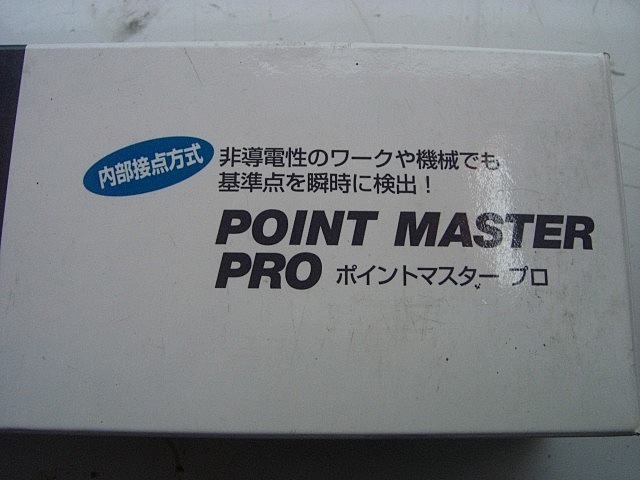 内部接点方式
非導電性のワークや機械でも
基準点を瞬時に検出！
POINT MASTER
PRO ポイントマスター プロ